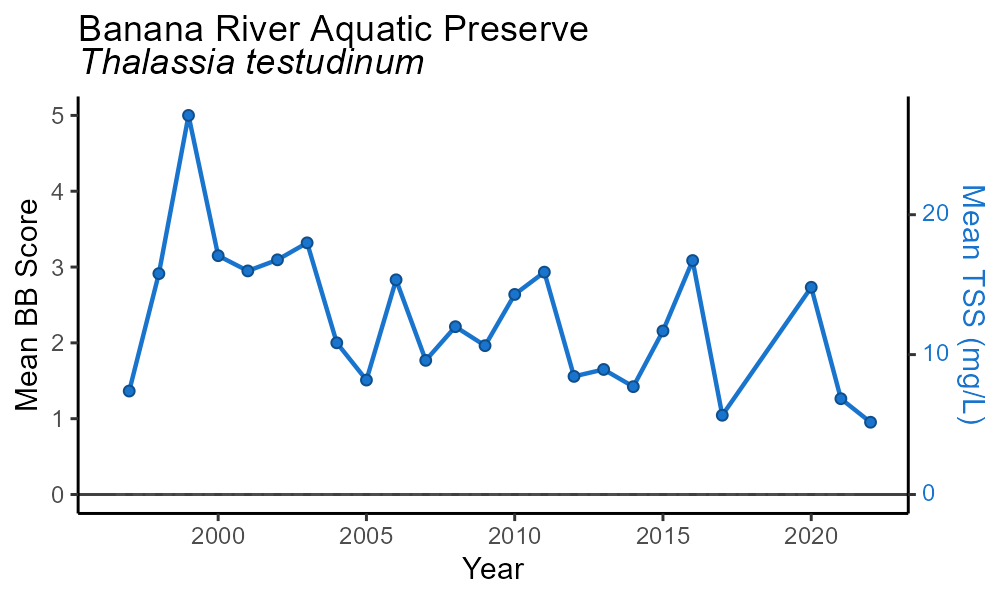 Banana River Aquatic Preserve
Thalassia testudinum
Mean BB Score
5
4
3
2
1
0
Mean TSS (mg/L)
20
10
0
2000
2005
2010
2015
2020
Year